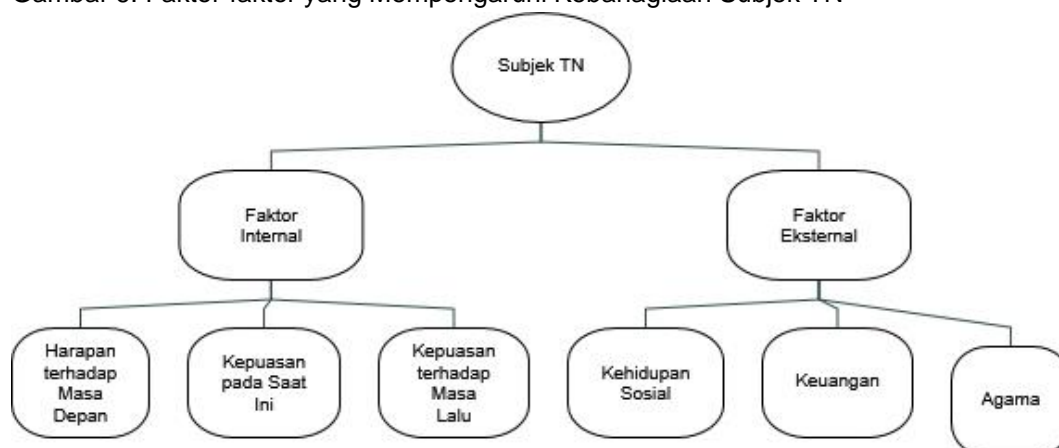 Gambar Faktor-faktor yang Mempengaruhi Kebahagiaan Subjek TN
Subjek TN
Faktor
Internal
Faktor
Eksternal
Harapan
terhadap
Masa
Depan
Kepuasan
pada Saat
Ini
Kepuasan
terhadap
Masa
Lalu
Kehidupan
Sosial
Keuangan
Agama